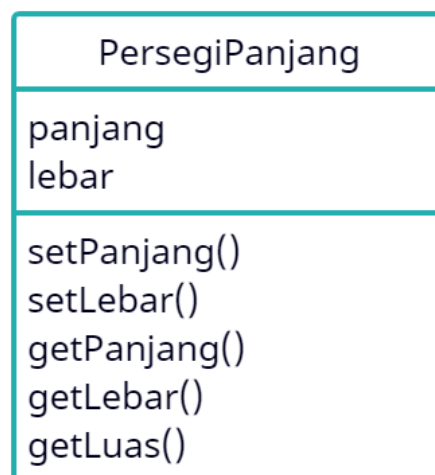 PersegiPanjang
panjang
lebar
setPanjang()
setLebar()
getPanjang()
getLebar()
getLuas()